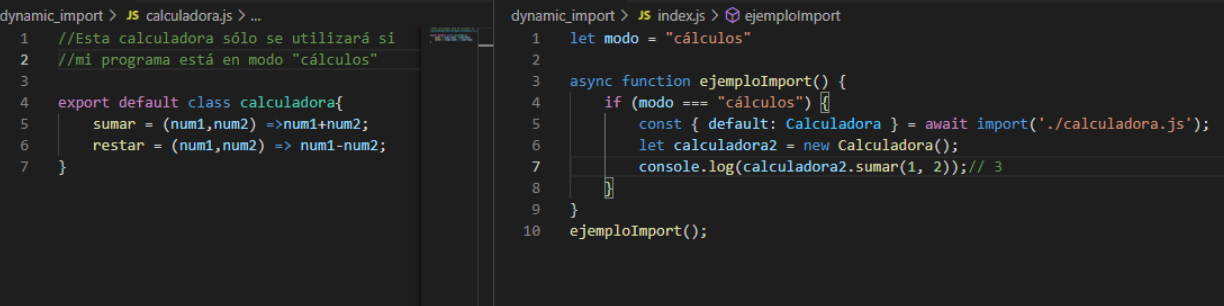 dynamic_import > JS calculadora.js > ...
1 //Esta calculadora sólo se utilizará si
2 //mi programa está en modo "cálculos"
3
4 export default class calculadora{
5 sumar = (num1,num2) =>num1+num2;
6 restar = (num1,num2) => num1-num2;
7 }
dynamic_import > JS index.js > ejemploImport
1 let modo = "cálculos"
2
3 async function ejemploImport() {
4 if (modo === "cálculos") {
5 const { default: Calculadora } = await import('./calculadora.js');
6 let calculadora2 = new Calculadora();
7 console.log(calculadora2.sumar(1, 2));// 3
8 }
9 }
10 ejemploImport();